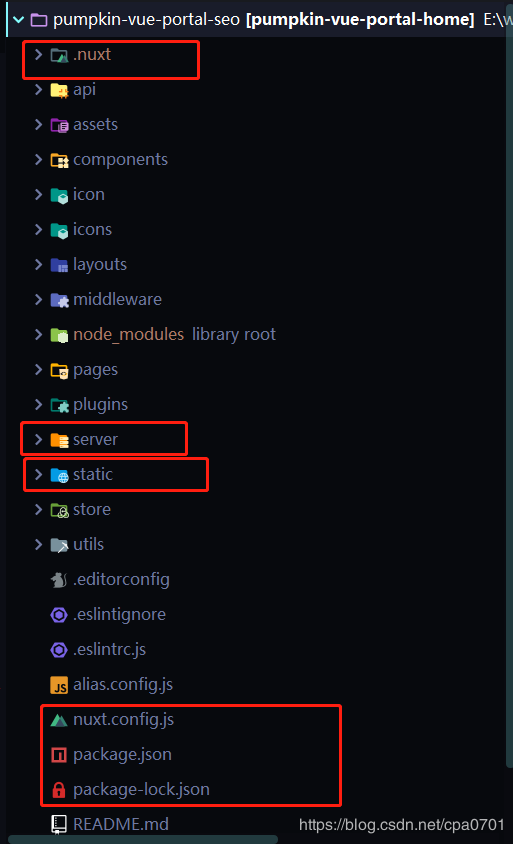 pumpkin-vue-portal-seo [pumpkin-vue-portal-home] E:\w
.nuxt
api
assets
components
icon
icons
layouts
middleware
node_modules library root
pages
plugins
server
static
store
utils
.editorconfig
.eslintignore
.eslintrc.js
JS alias.config.js
nuxt.config.js
package.json
package-lock.json
README.md
https://blog.csdn.net/cpa0701